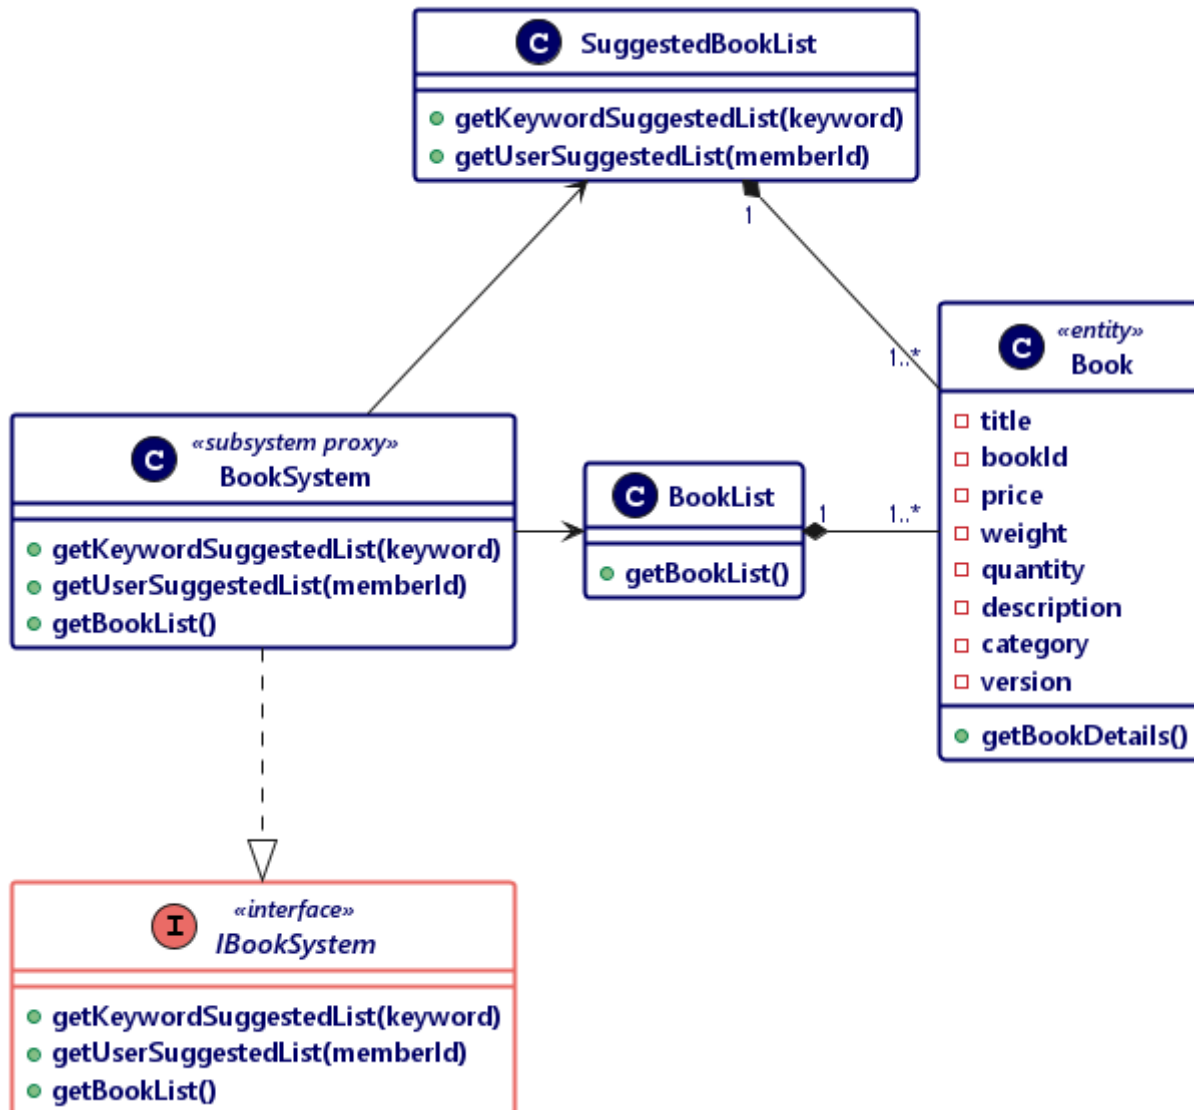 C SuggestedBookList
getKeywordSuggestedList(keyword)
getUserSuggestedList(memberId)
1
1..*
C «entity»
Book
title
bookId
price
weight
quantity
description
category
version
getBookDetails()
C «subsystem proxy»
BookSystem
getKeywordSuggestedList(keyword)
getUserSuggestedList(memberId)
getBookList()
C BookList
getBookList()
1
1..*
I «interface»
IBookSystem
getKeywordSuggestedList(keyword)
getUserSuggestedList(memberId)
getBookList()